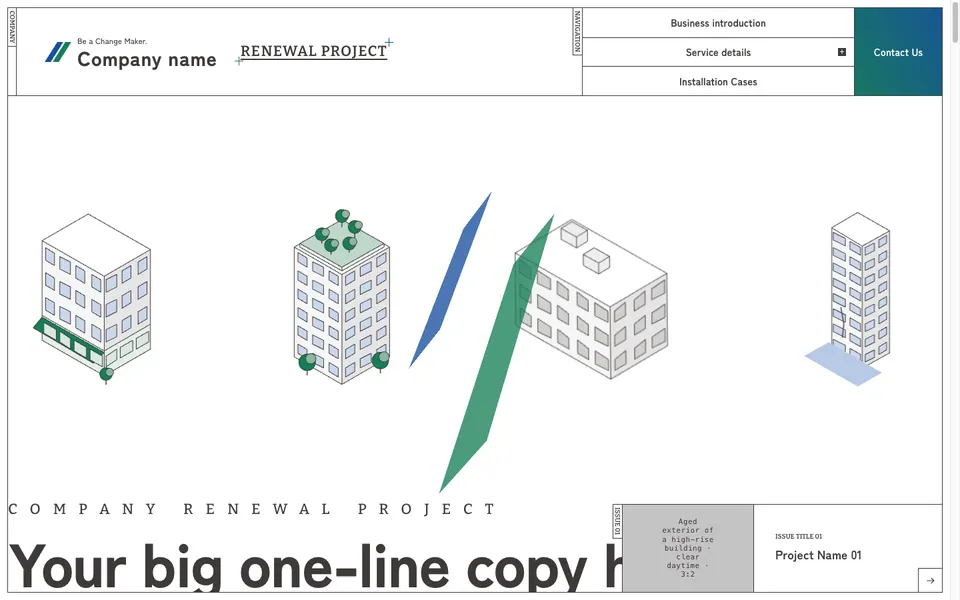 COMPANY
Be a Change Maker.
Company name
RENEWAL PROJECT
NAVIGATION
Business introduction
Service details
Installation Cases
Contact Us
COMPANY RENEWAL PROJECT
Your big one-line copy h
ISSUE 01
Aged
exterior of
a high-rise
building ·
clear
daytime ·
3:2
ISSUE TITLE 01
Project Name 01